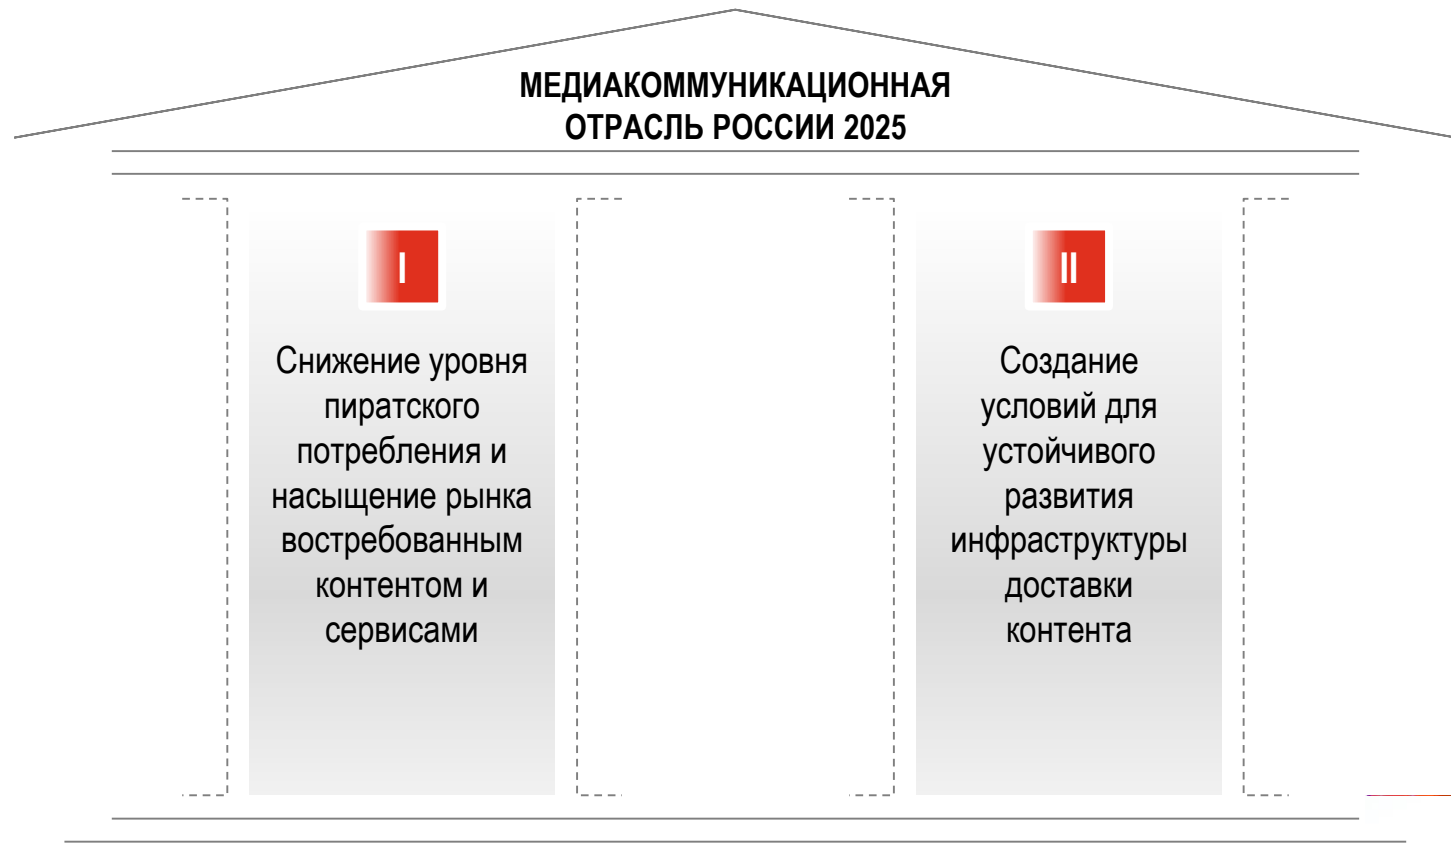 МЕДИАКОММУНИКАЦИОННАЯ
ОТРАСЛЬ РОССИИ 2025
I
Снижение уровня
пиратского
потребления и
насыщение рынка
востребованным
контентом и
сервисами
II
Создание
условий для
устойчивого
развития
инфраструктуры
доставки
контента